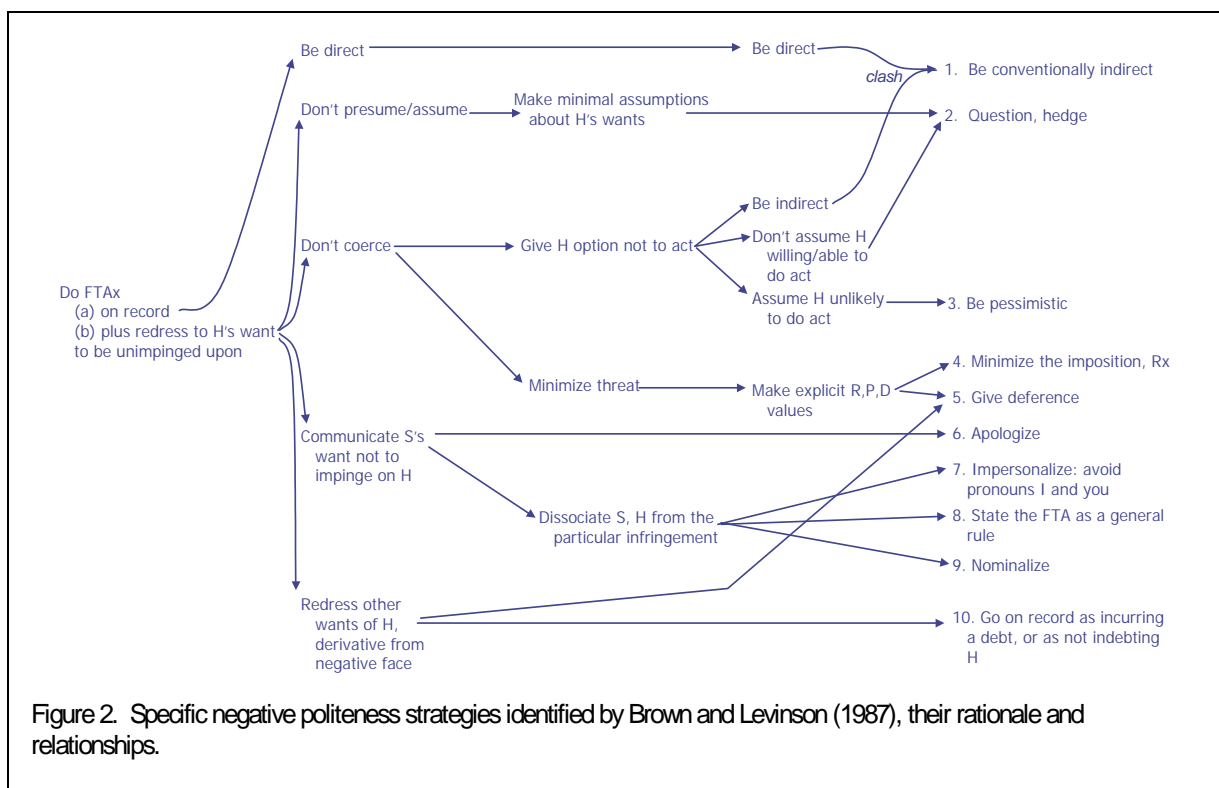 Be direct
Be direct
clash
1. Be conventionally indirect
Don't presume/assume
Make minimal assumptions
about H's wants
2. Question, hedge
Be indirect
Don't coerce
Give H option not to act
Don't assume H
willing/able to
do act
Do FTAx
(a) on record
(b) plus redress to H's want
to be unimpinged upon
Assume H unlikely
to do act
3. Be pessimistic
Minimize threat
Make explicit R,P,D
values
4. Minimize the imposition, Rx
5. Give deference
Communicate S's
want not to
impinge on H
6. Apologize
7. Impersonalize: avoid
pronouns I and you
Dissociate S, H from the
particular infringement
8. State the FTA as a general
rule
9. Nominalize
Redress other
wants of H,
derivative from
negative face
10. Go on record as incurring
a debt, or as not indebting
H
Figure 2. Specific negative politeness strategies identified by Brown and Levinson (1987), their rationale and
relationships.